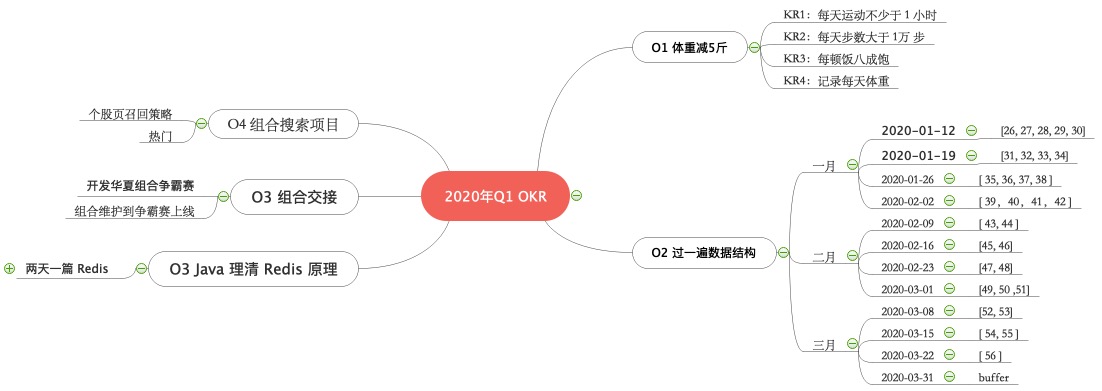 2020年Q1 OKR
O1 体重减5斤
KR1：每天运动不少于 1 小时
KR2：每天步数大于 1万 步
KR3：每顿饭八成饱
KR4：记录每天体重
O2 过一遍数据结构
一月
2020-01-12
[26, 27, 28, 29, 30]
2020-01-19
[31, 32, 33, 34]
2020-01-26
[ 35, 36, 37, 38 ]
2020-02-02
[ 39， 40， 41， 42 ]
二月
2020-02-09
[ 43, 44 ]
2020-02-16
[45, 46]
2020-02-23
[47, 48]
2020-03-01
[49, 50 ,51]
三月
2020-03-08
[52, 53]
2020-03-15
[ 54, 55 ]
2020-03-22
[ 56 ]
2020-03-31
buffer
O4 组合搜索项目
个股页召回策略
热门
O3 组合交接
开发华夏组合争霸赛
组合维护到争霸赛上线
O3 Java 理清 Redis 原理
两天一篇 Redis